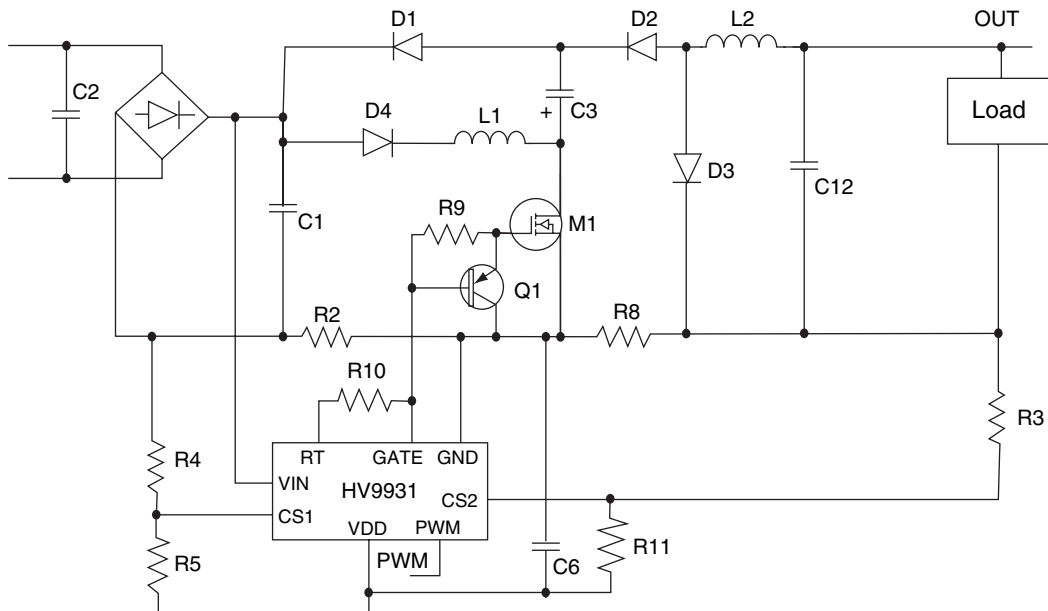 D1
D2
L2
OUT
C2
D4
L1
+
C3
Load
D3
C12
C1
R9
M1
Q1
R2
R8
R10
R3
R4
RT
GATE
GND
VIN
HV9931
CS2
CS1
VDD
PWM
R5
PWM
C6
R11